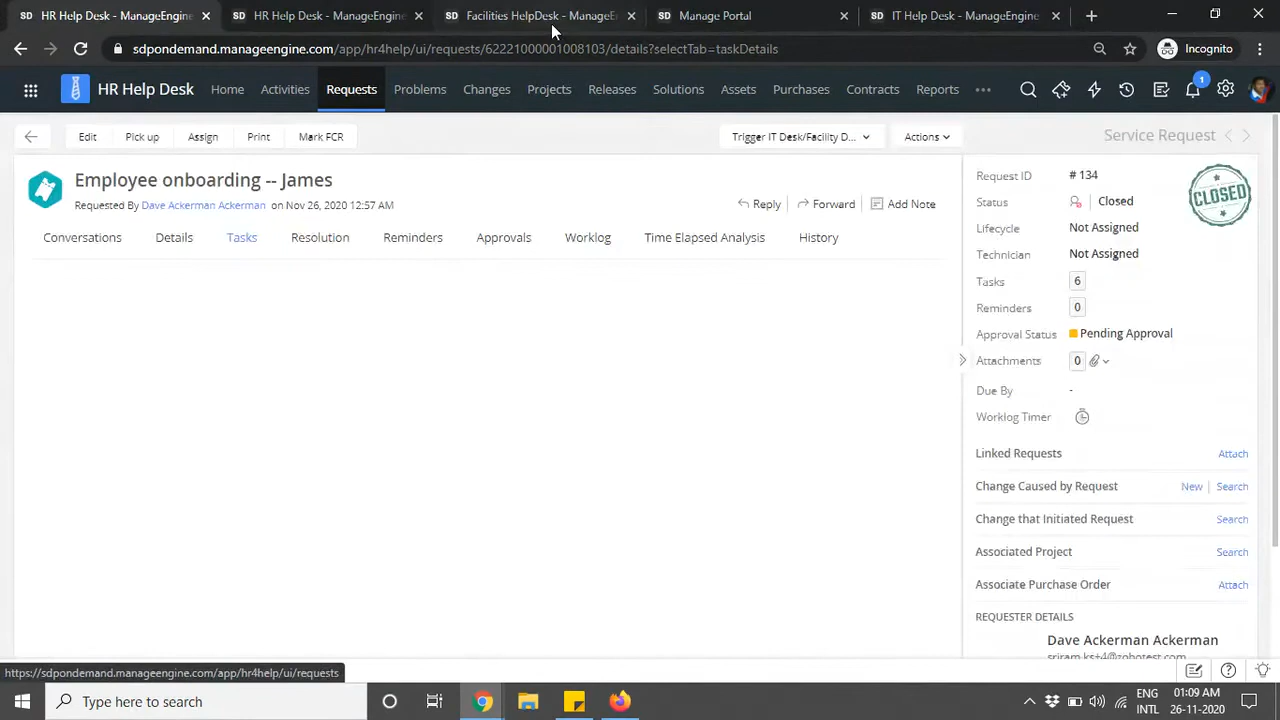 HR Help Desk - ManageEngine
HR Help Desk - ManageEngine
Facilities HelpDesk - ManageEn
Manage Portal
IT Help Desk - ManageEngine
sdpondemand.manageengine.com/app/hr4help/ui/requests/62221000001008103/details?selectTab=taskDetails
Incognito
HR Help Desk
Home
Activities
Requests
Problems
Changes
Projects
Releases
Solutions
Assets
Purchases
Contracts
Reports
1
Edit
Pick up
Assign
Print
Mark FCR
Trigger IT Desk/Facility D...
Actions
Service Request
Employee onboarding -- James
Requested By Dave Ackerman Ackerman on Nov 26, 2020 12:57 AM
Reply
Forward
Add Note
Conversations
Details
Tasks
Resolution
Reminders
Approvals
Worklog
Time Elapsed Analysis
History
Request ID # 134
Status Closed
CLOSED
Lifecycle Not Assigned
Technician Not Assigned
Tasks 6
Reminders 0
Approval Status Pending Approval
Attachments 0
Due By -
Worklog Timer
Linked Requests Attach
Change Caused by Request New | Search
Change that Initiated Request Search
Associated Project Search
Associate Purchase Order Attach
REQUESTER DETAILS
Dave Ackerman Ackerman
sriram.ks+4@zohotest.com
https://sdpondemand.manageengine.com/app/hr4help/ui/requests
Type here to search
ENG
INTL
01:09 AM
26-11-2020